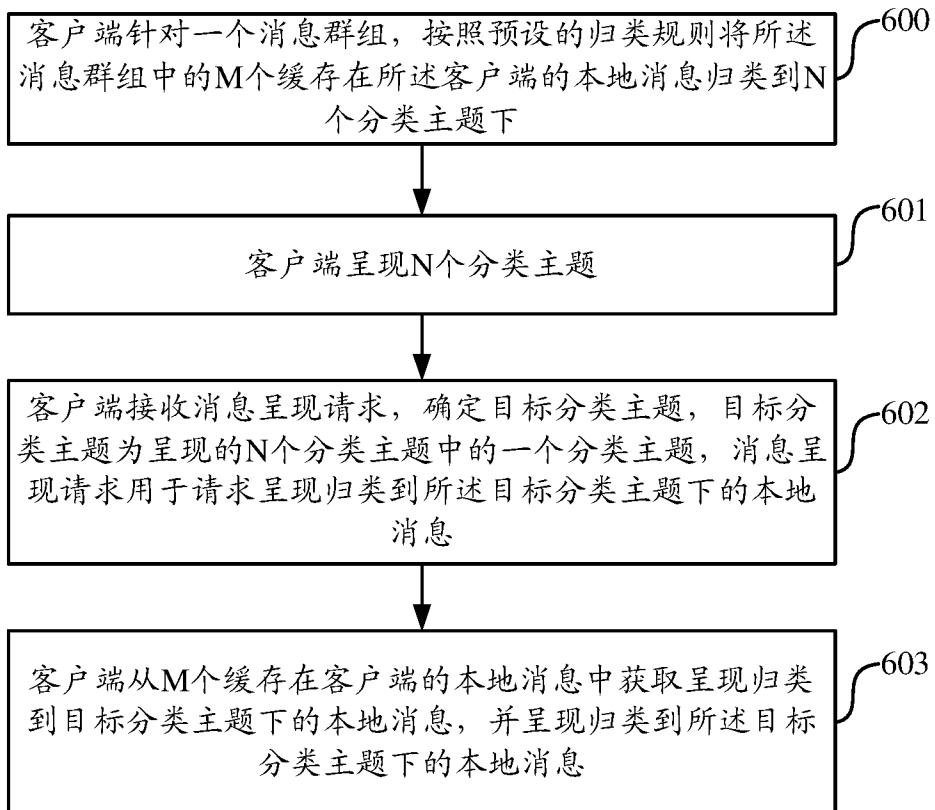 客户端针对一个消息群组，按照预设的归类规则将所述
消息群组中的M个缓存在所述客户端的本地消息归类到N
个分类主题下
600
客户端呈现N个分类主题
601
客户端接收消息呈现请求，确定目标分类主题，目标分
类主题为呈现的N个分类主题中的一个分类主题，消息呈
现请求用于请求呈现归类到所述目标分类主题下的本地
消息
602
客户端从M个缓存在客户端的本地消息中获取呈现归类
到目标分类主题下的本地消息，并呈现归类到所述目标
分类主题下的本地消息
603